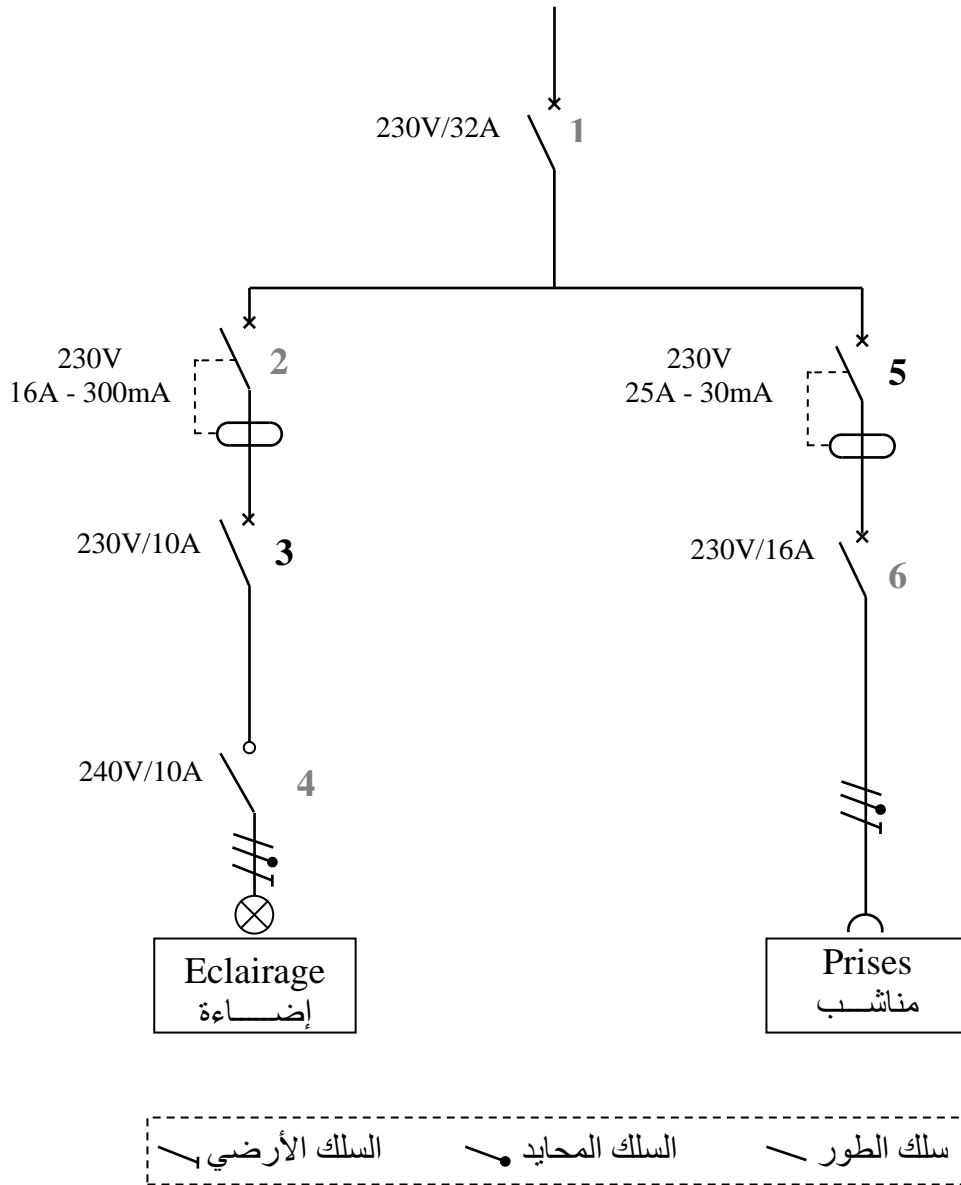 230V/32A
1
230V
16A - 300mA
2
230V
25A - 30mA
5
230V/10A
3
230V/16A
6
240V/10A
4
Eclairage
إضـــــاءة
Prises
مناشـــب
سلك الطور
السلك المحايد
السلك الأرضي